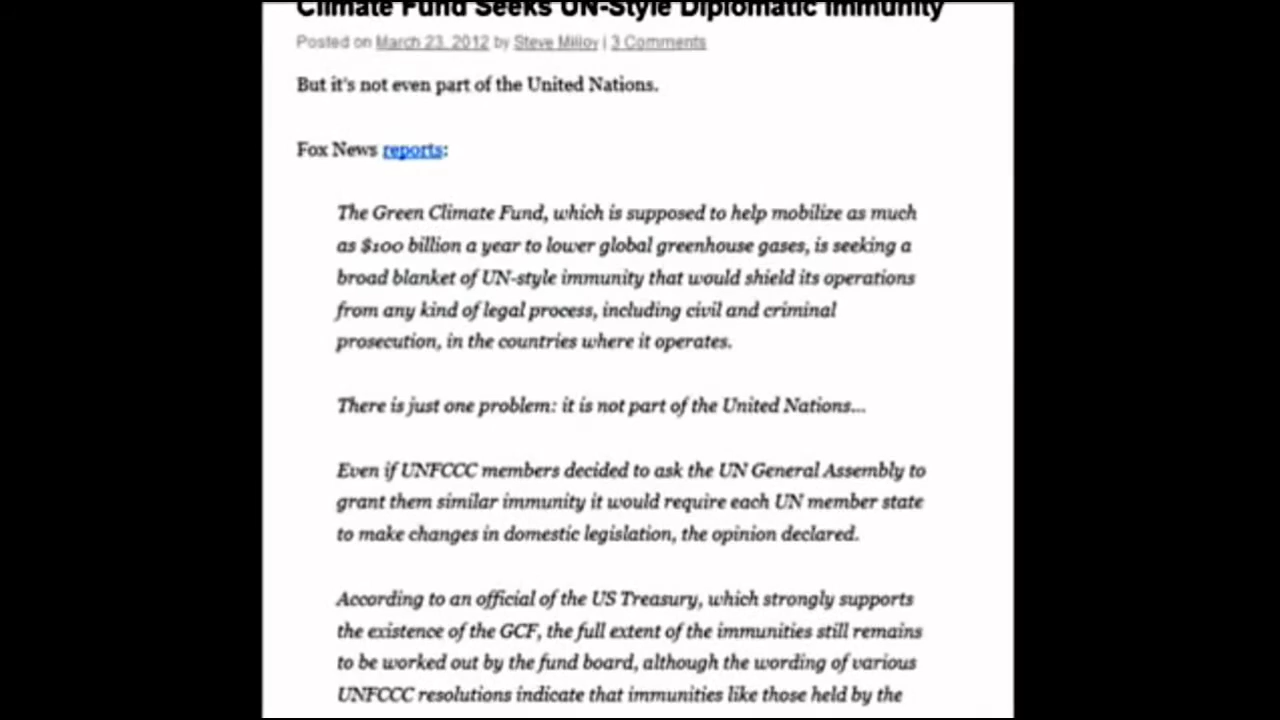 Climate Fund Seeks UN-Style Diplomatic Immunity
Posted on March 23, 2012 by Steve Milloy | 3 Comments
But it's not even part of the United Nations.
Fox News reports:
The Green Climate Fund, which is supposed to help mobilize as much
as $100 billion a year to lower global greenhouse gases, is seeking a
broad blanket of UN-style immunity that would shield its operations
from any kind of legal process, including civil and criminal
prosecution, in the countries where it operates.
There is just one problem: it is not part of the United Nations...
Even if UNFCCC members decided to ask the UN General Assembly to
grant them similar immunity it would require each UN member state
to make changes in domestic legislation, the opinion declared.
According to an official of the US Treasury, which strongly supports
the existence of the GCF, the full extent of the immunities still remains
to be worked out by the fund board, although the wording of various
UNFCCC resolutions indicate that immunities like those held by the